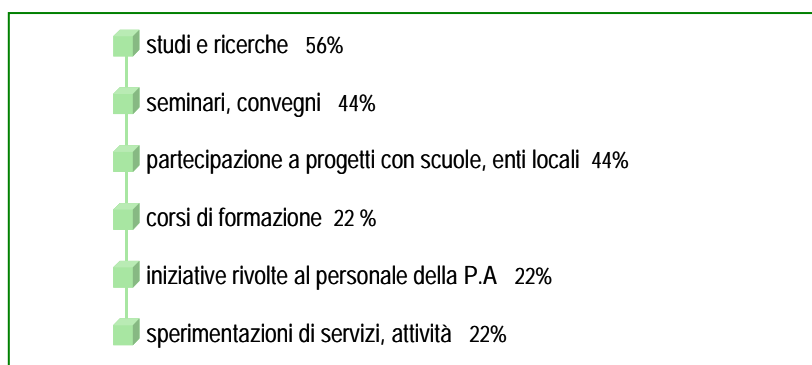 studi e ricerche 56%
seminari, convegni 44%
partecipazione a progetti con scuole, enti locali 44%
corsi di formazione 22 %
iniziative rivolte al personale della P.A 22%
sperimentazioni di servizi, attività 22%